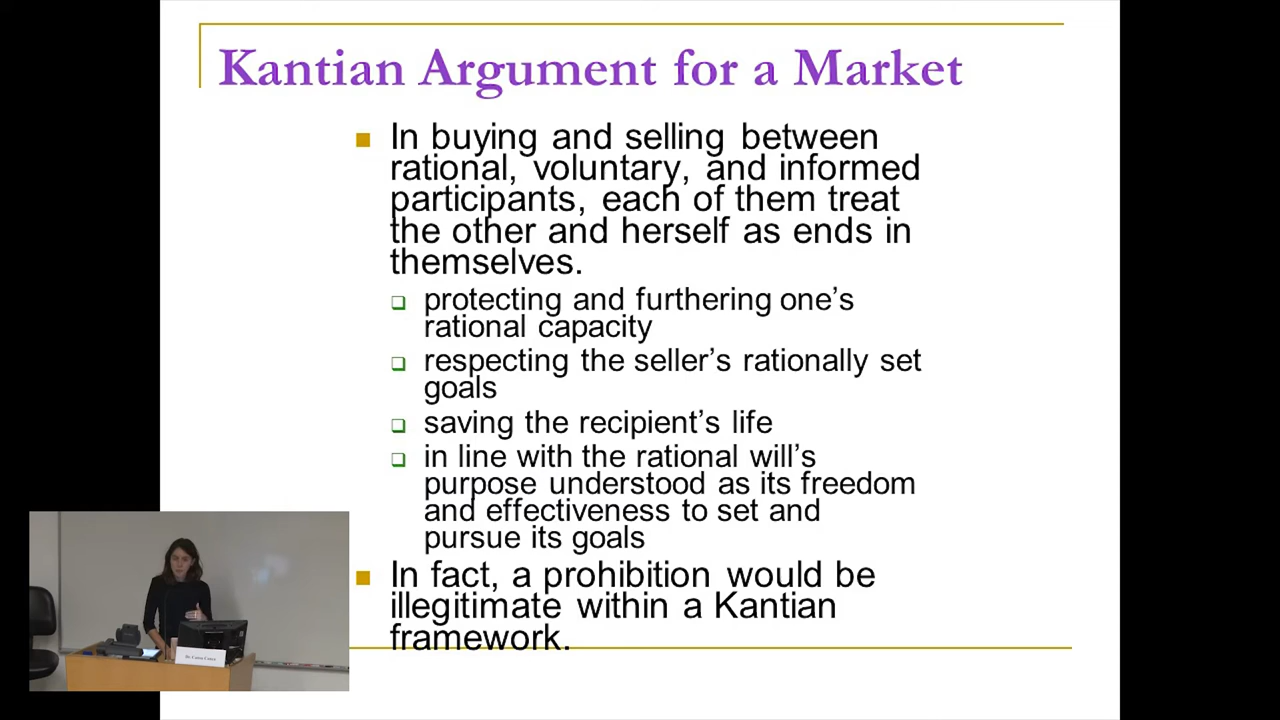 Kantian Argument for a Market
In buying and selling between
rational, voluntary, and informed
participants, each of them treat
the other and herself as ends in
themselves.
protecting and furthering one's
rational capacity
respecting the seller's rationally set
goals
saving the recipient's life
in line with the rational will's
purpose understood as its freedom
and effectiveness to set and
pursue its goals
In fact, a prohibition would be
illegitimate within a Kantian
framework.